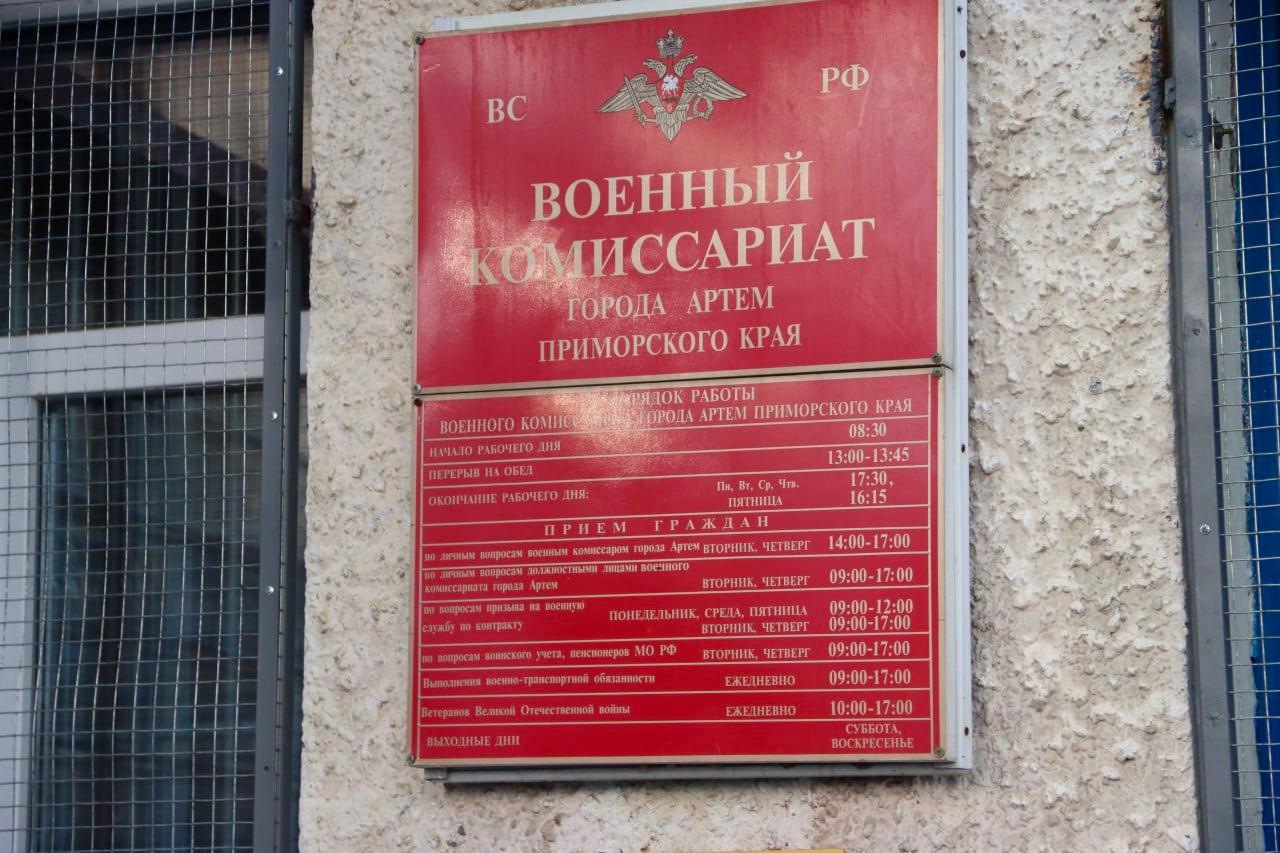 ВС РФ
ВОЕННЫЙ
КОМИССАРИАТ
ГОРОДА АРТЕМ
ПРИМОРСКОГО КРАЯ
РАБОТЫ
ВОЕННОГО КОМИССАРИАТА ГОРОДА АРТЕМ ПРИМОРСКОГО КРАЯ
НАЧАЛО РАБОЧЕГО ДНЯ 08:30
ПЕРЕРЫВ НА ОБЕД 13:00-13:45
ОКОНЧАНИЕ РАБОЧЕГО ДНЯ: Пн, Вт, Ср, Чтв. 17:30,
ПЯТНИЦА 16:15
ПРИЕМ ГРАЖДАН
по личным вопросам военным комиссаром города Артем ВТОРНИК, ЧЕТВЕРГ 14:00-17:00
по личным вопросам должностными лицами военного
комиссариата города Артем ВТОРНИК, ЧЕТВЕРГ 09:00-17:00
по вопросам призыва на военную ПОНЕДЕЛЬНИК, СРЕДА, ПЯТНИЦА 09:00-12:00
службу по контракту ВТОРНИК, ЧЕТВЕРГ 09:00-17:00
по вопросам воинского учета, пенсионеров МО РФ ВТОРНИК, ЧЕТВЕРГ 09:00-17:00
Выполнения военно-транспортной обязанности ЕЖЕДНЕВНО 09:00-17:00
Ветеранов Великой Отечественной войны ЕЖЕДНЕВНО 10:00-17:00
ВЫХОДНЫЕ ДНИ СУББОТА,
ВОСКРЕСЕНЬЕ